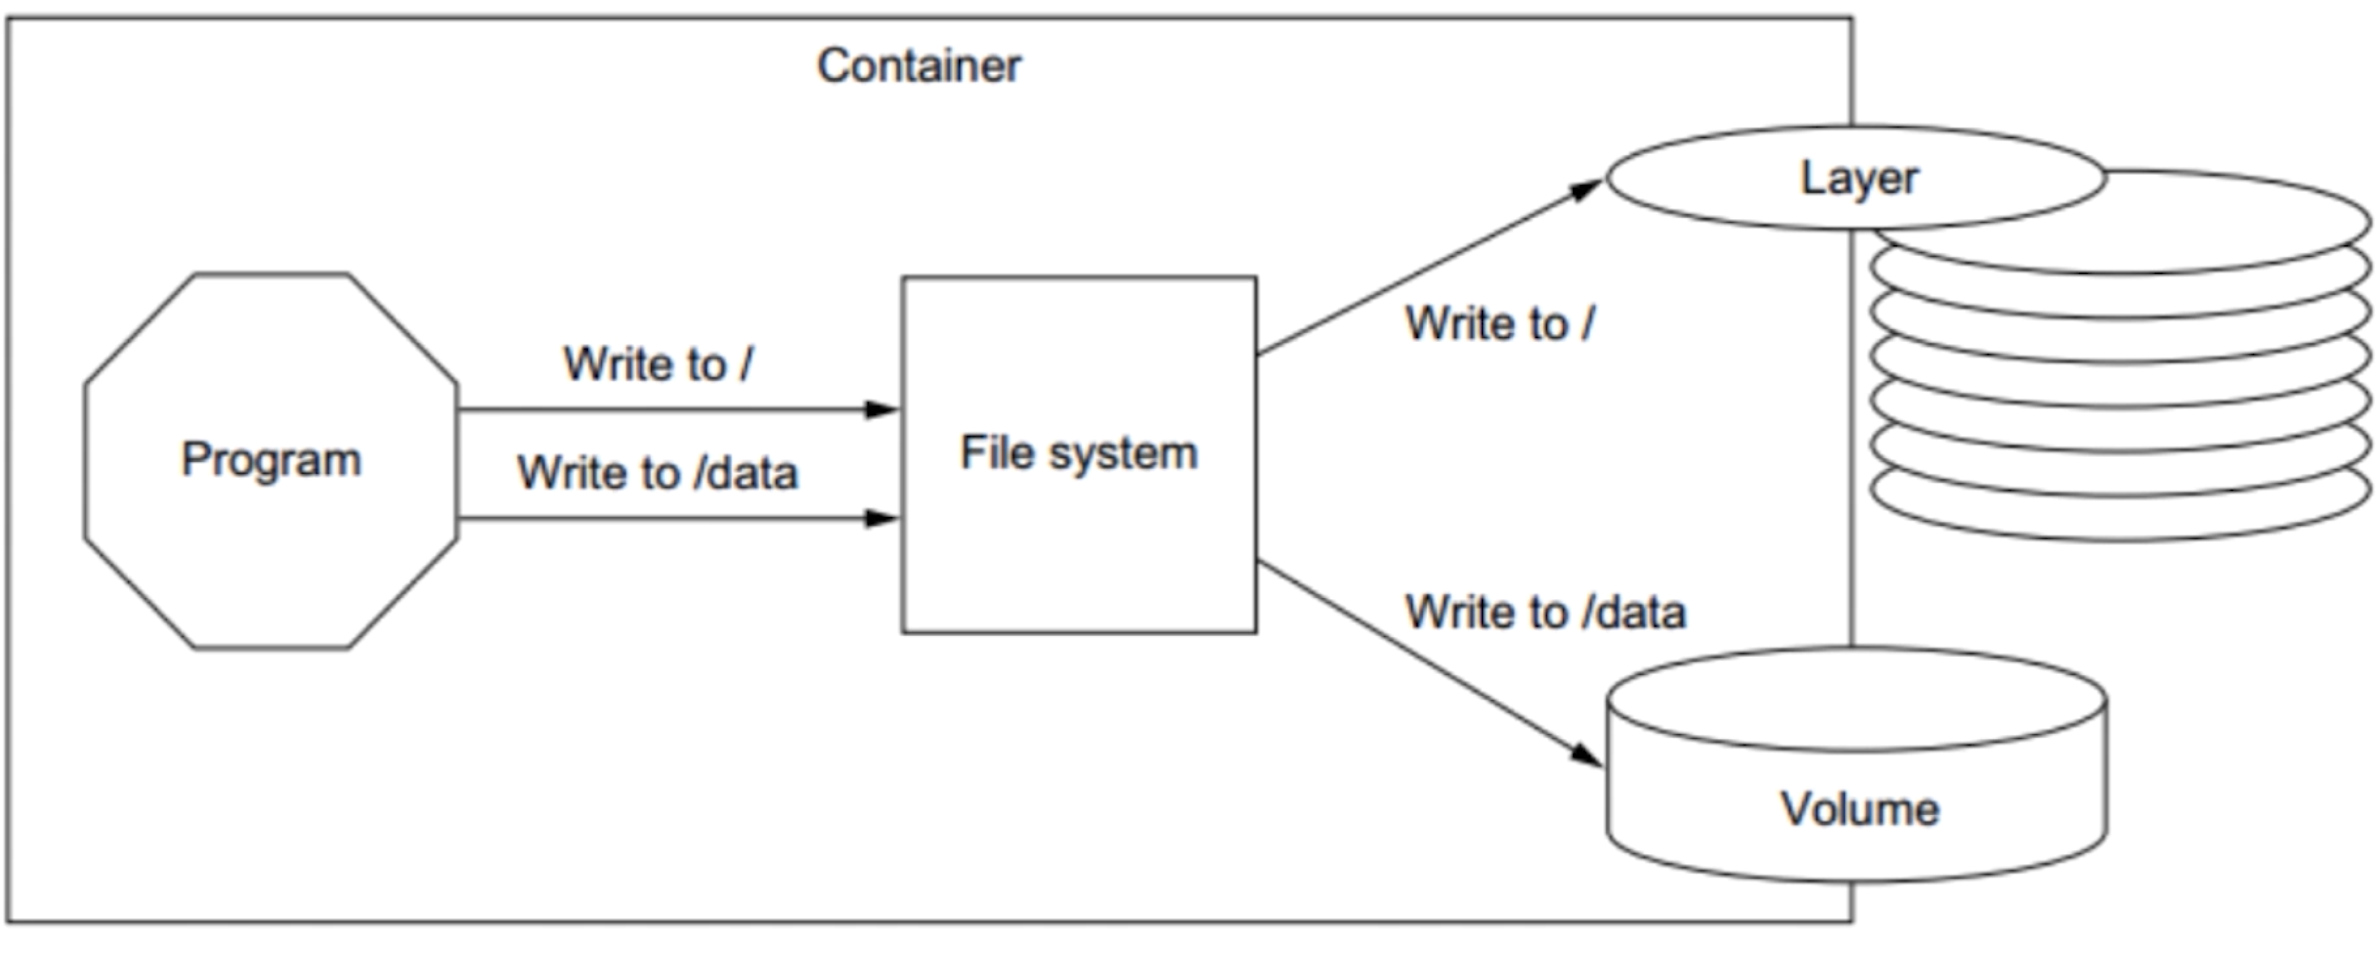 Container
Layer
Write to /
Write to /
Program
Write to /data
File system
Write to /data
Volume